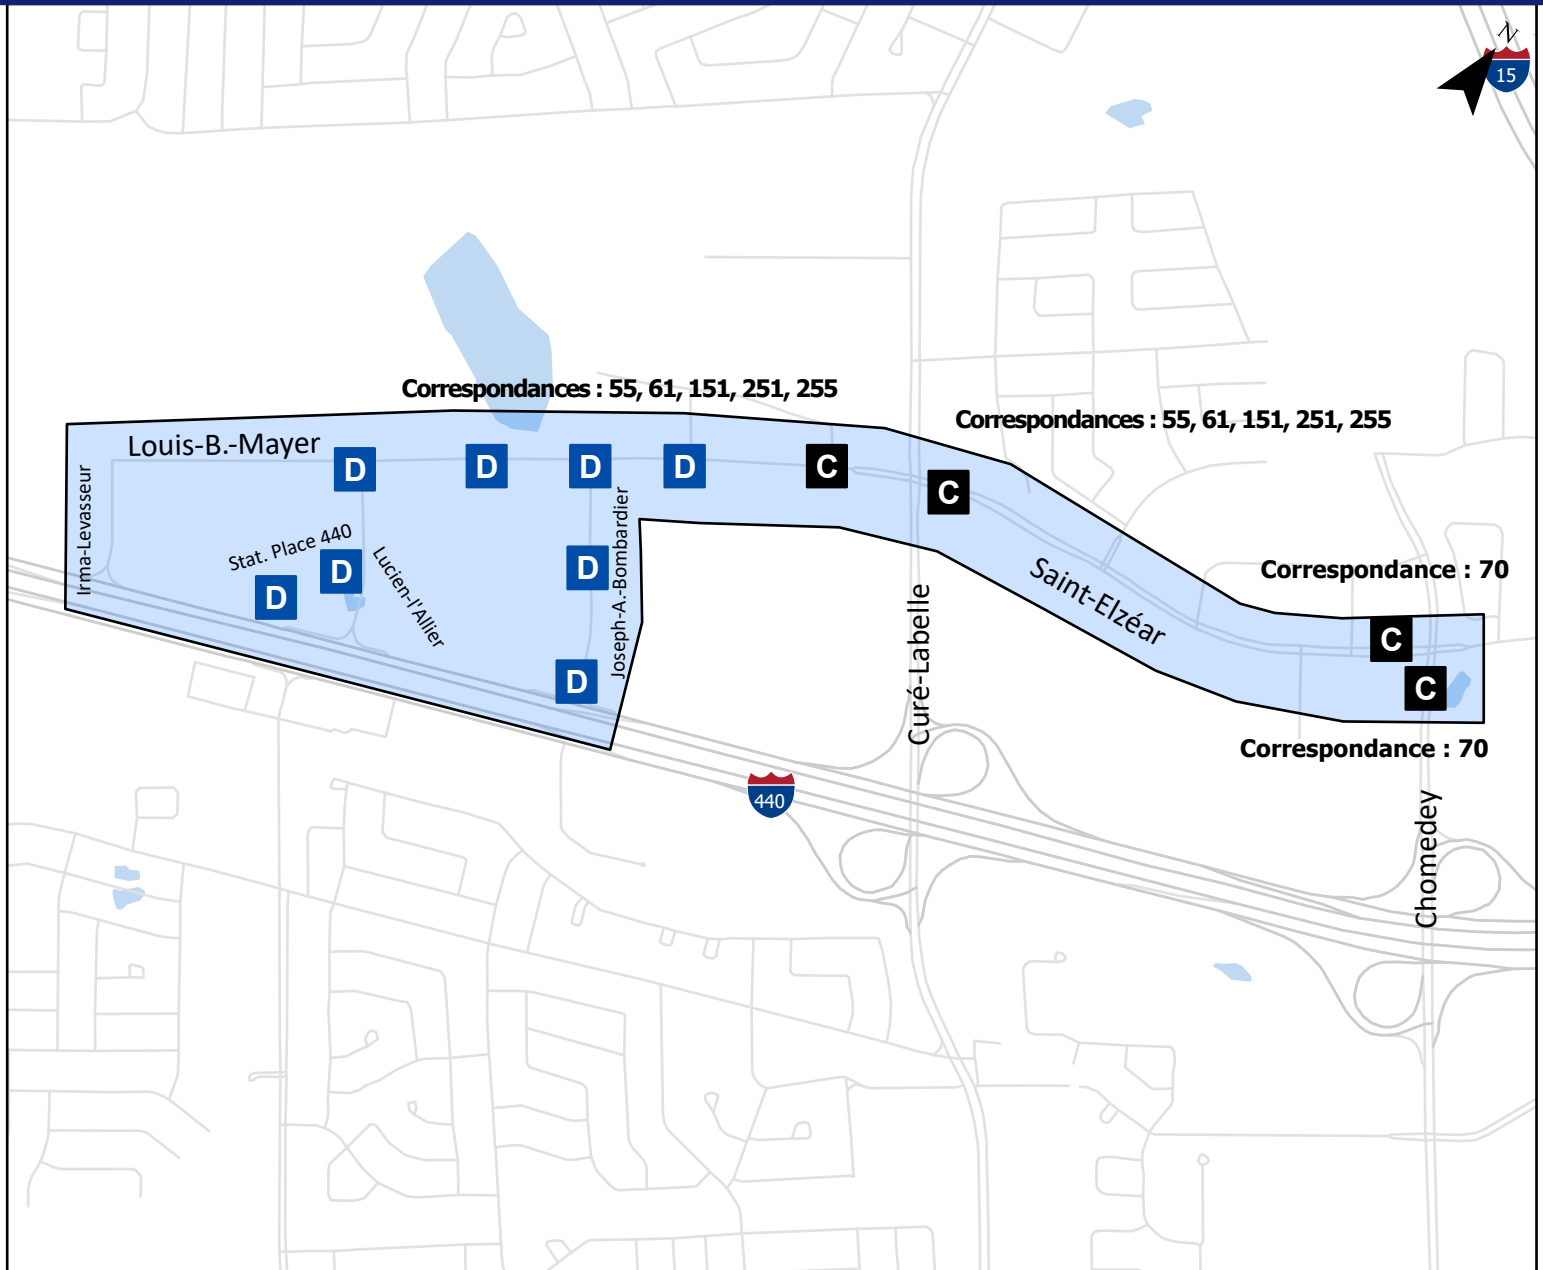 N
15
Correspondances : 55, 61, 151, 251, 255
Correspondances : 55, 61, 151, 251, 255
Louis-B.-Mayer
D
D
D
D
C
C
Irma-Levasseur
Stat. Place 440
D
D
Lucien-l'Allier
D
Joseph-A.-Bombardier
D
Saint-Elzéar
Curé-Labelle
Correspondance : 70
C
C
Correspondance : 70
440
Chomedey